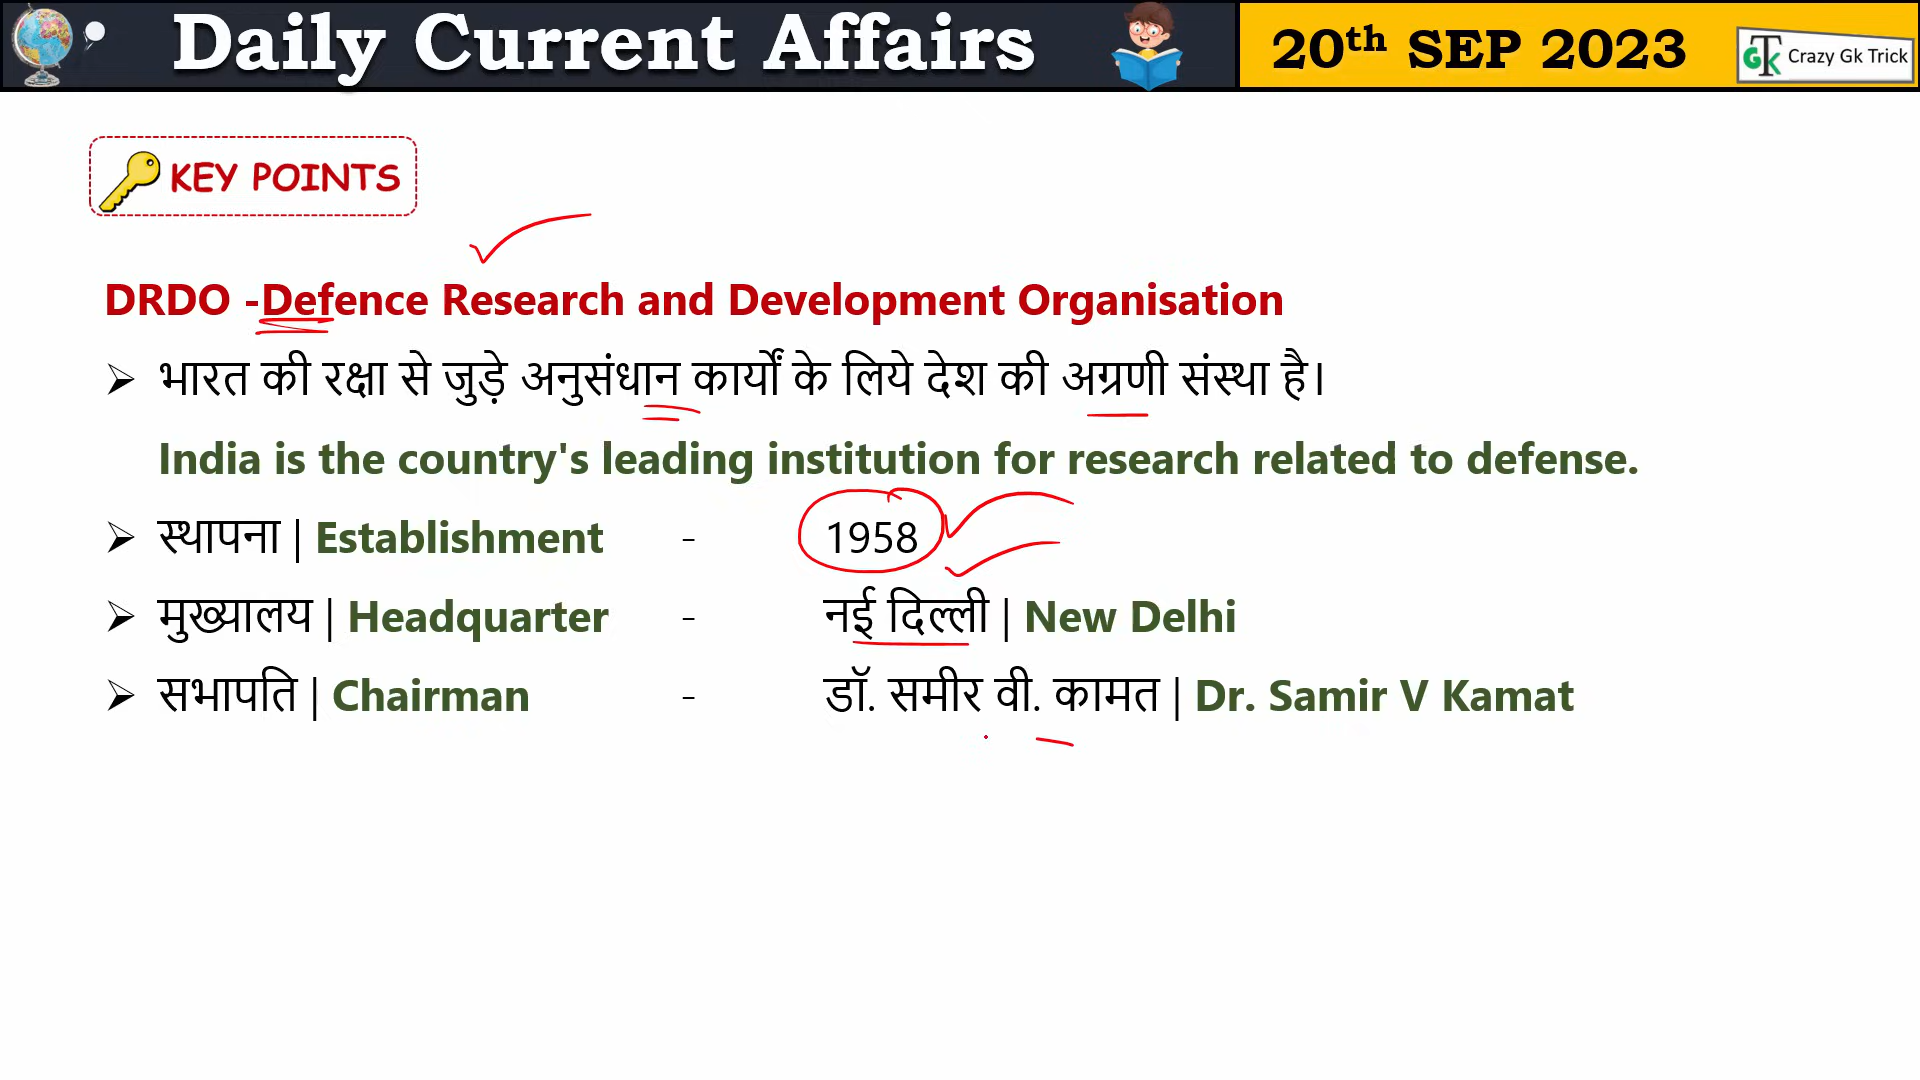 Daily Current Affairs
20th SEP 2023
GTK Crazy Gk Trick
KEY POINTS
DRDO -Defence Research and Development Organisation
➢ भारत की रक्षा से जुड़े अनुसंधान कार्यों के लिये देश की अग्रणी संस्था है।
India is the country's leading institution for research related to defense.
➢ स्थापना | Establishment - 1958
➢ मुख्यालय | Headquarter - नई दिल्ली | New Delhi
➢ सभापति | Chairman - डॉ. समीर वी. कामत | Dr. Samir V Kamat